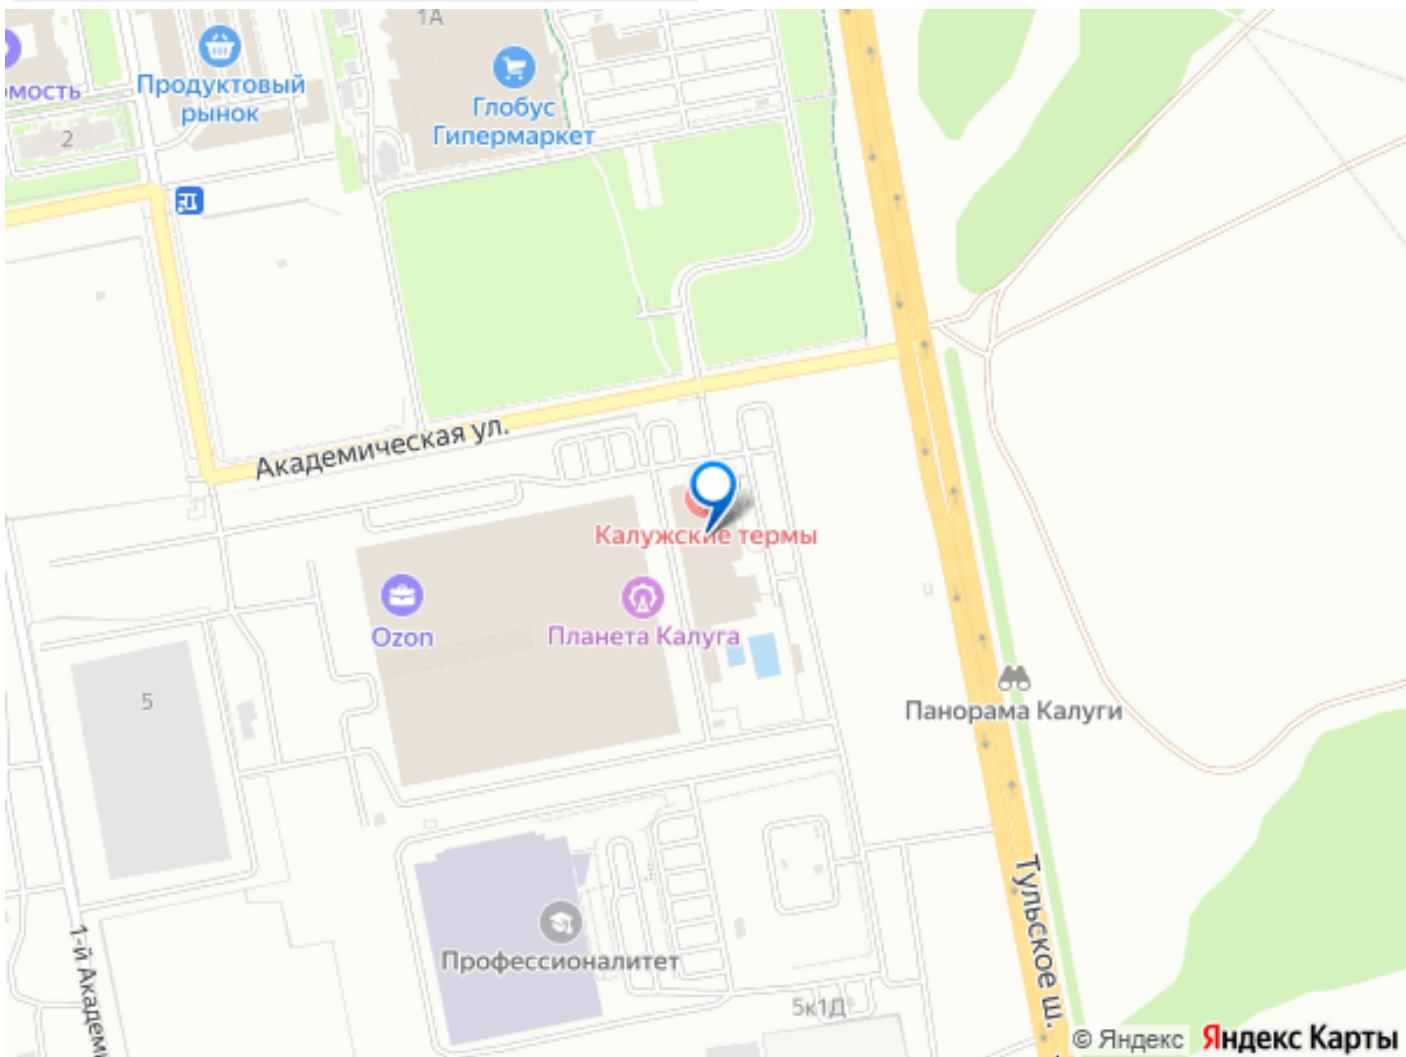 1А
Продуктовый
рынок
мость
Глобус
Гипермаркет
2
Академическая ул.
Калужские термы
Ozon
Планета Калуга
5
Панорама Калуги
Профессионалитет
Тульское ш.
1-й Академи
5к1Д
© Яндекс Яндекс Карты